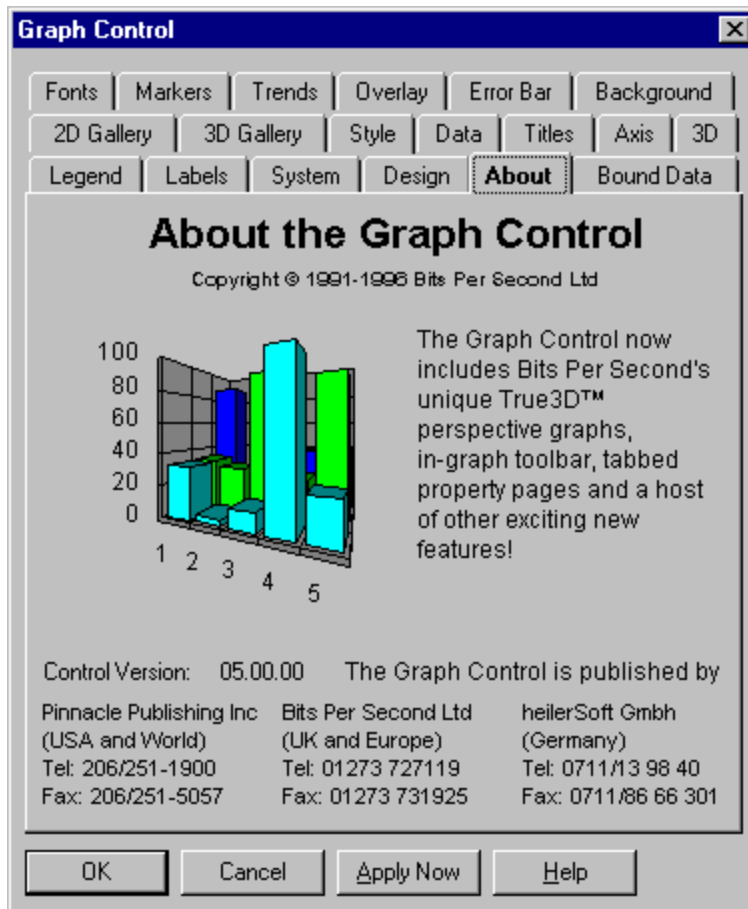 Graph Control
Fonts Markers Trends Overlay Error Bar Background
2D Gallery 3D Gallery Style Data Titles Axis 3D
Legend Labels System Design About Bound Data
About the Graph Control
Copyright © 1991-1996 Bits Per Second Ltd
100
80
60
40
20
0
1 2 3 4 5
The Graph Control now
includes Bits Per Second's
unique True3D™
perspective graphs,
in-graph toolbar, tabbed
property pages and a host
of other exciting new
features!
Control Version: 05.00.00 The Graph Control is published by
Pinnacle Publishing Inc
(USA and World)
Tel: 206/251-1900
Fax: 206/251-5057
Bits Per Second Ltd
(UK and Europe)
Tel: 01273 727119
Fax: 01273 731925
heilerSoft Gmbh
(Germany)
Tel: 0711/13 98 40
Fax: 0711/86 66 301
OK Cancel Apply Now Help